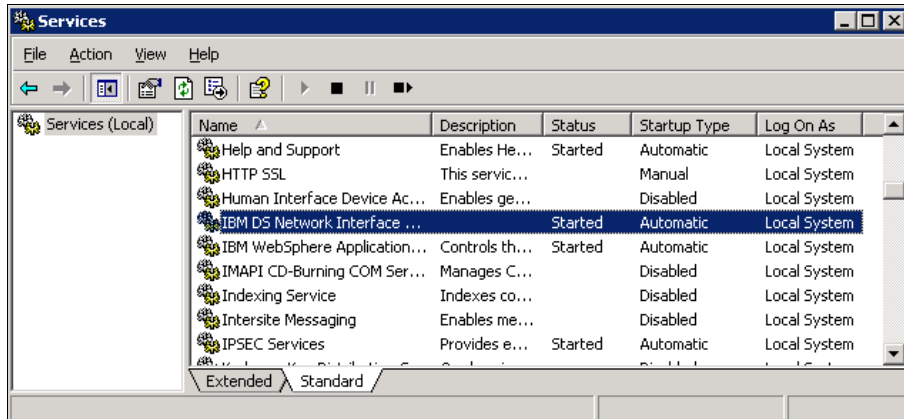 Services
File Action View Help
Services (Local)
Name Description Status Startup Type Log On As
Help and Support Enables He... Started Automatic Local System
HTTP SSL This servic... Manual Local System
Human Interface Device Ac... Enables ge... Disabled Local System
IBM DS Network Interface ... Started Automatic Local System
IBM WebSphere Application... Controls th... Started Automatic Local System
IMAPI CD-Burning COM Ser... Manages C... Disabled Local System
Indexing Service Indexes co... Disabled Local System
Intersite Messaging Enables me... Disabled Local System
IPSEC Services Provides e... Started Automatic Local System
Extended Standard